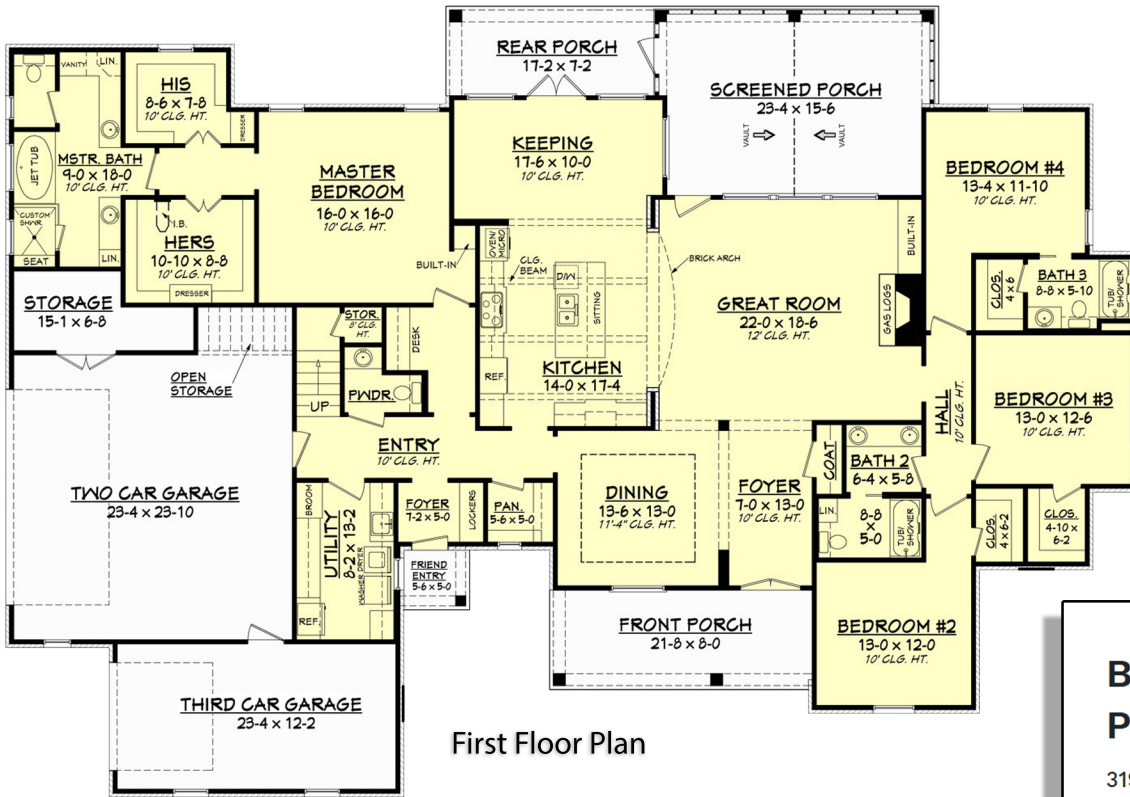 REAR PORCH
17-2 x 7-2
SCREENED PORCH
23-4 x 15-6
VAULT
VAULT
VANITY
LIN.
HIS
8-6 x 7-8
10' CLG. HT.
DRESSER
JET TUB
MSTR. BATH
9-0 x 18-0
10' CLG. HT.
CUSTOM
SHWR
SEAT
LIN.
I.B.
HERS
10-10 x 8-8
10' CLG. HT.
DRESSER
MASTER
BEDROOM
16-0 x 16-0
10' CLG. HT.
BUILT-IN
KEEPING
17-6 x 10-0
10' CLG. HT.
OVEN/
MICRO
CLG.
BEAM
D/W
SITTING
BRICK ARCH
REF.
KITCHEN
14-0 x 17-4
GREAT ROOM
22-0 x 18-6
12' CLG. HT.
BUILT-IN
GAS LOGS
BEDROOM #4
13-4 x 11-10
10' CLG. HT.
CLOS.
4 x 6
BATH 3
8-8 x 5-10
TUB/
SHOWER
HALL
10' CLG. HT.
BEDROOM #3
13-0 x 12-6
10' CLG. HT.
CLOS.
4-10 x
6-2
CLOS.
4 x 6-2
STORAGE
15-1 x 6-8
OPEN
STORAGE
STOR.
8' CLG.
HT.
DESK
PWDR.
UP
ENTRY
10' CLG. HT.
TWO CAR GARAGE
23-4 x 23-10
BROOM
UTILITY
8-2 x 13-2
WASHER
DRYER
REF.
FOYER
7-2 x 5-0
LOCKERS
PAN.
5-6 x 5-0
FRIEND
ENTRY
5-6 x 5-0
DINING
13-6 x 13-0
11'-4" CLG. HT.
FOYER
7-0 x 13-0
10' CLG. HT.
COAT
BATH 2
6-4 x 5-8
LIN.
8-8
x
5-0
TUB/
SHOWER
FRONT PORCH
21-8 x 8-0
BEDROOM #2
13-0 x 12-0
10' CLG. HT.
THIRD CAR GARAGE
23-4 x 12-2
First Floor Plan
B
P
319